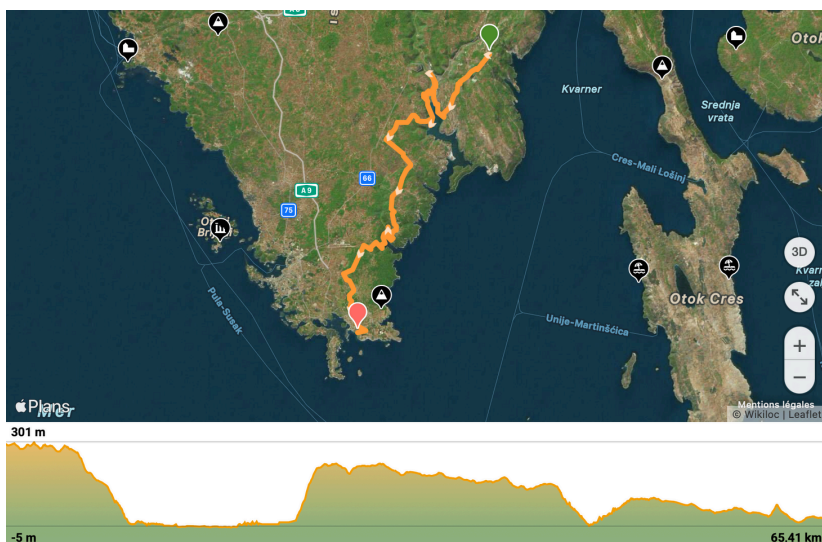 Kvarner
Otok
Srednja
vrata
Cres-Mali Lošinj
66
A9
75
Pula-Susak
3D
Otok Cres
Unije-Martinšćica
+
−
Plans
Mer
Mentions légales
© Wikiloc | Leaflet
301 m
-5 m
65.41 km